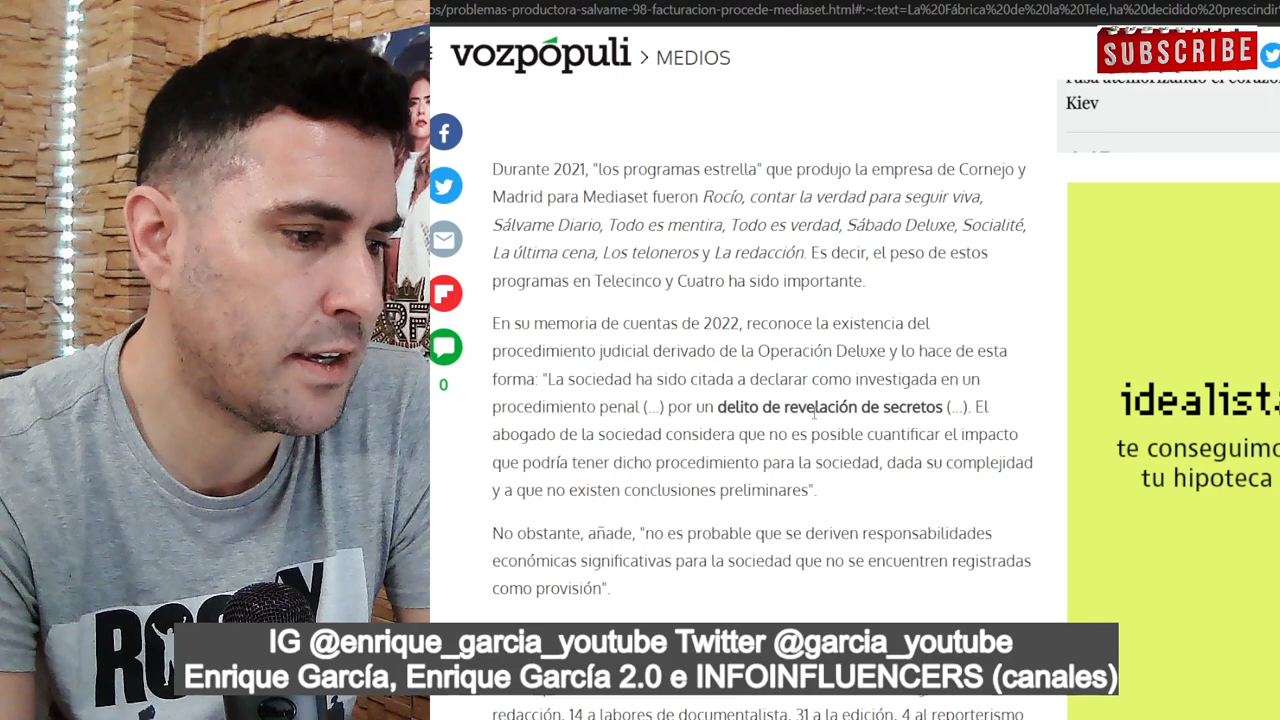 os/problemas-productora-salvame-98-facturacion-procede-mediaset.html#:~:text=La%20Fábrica%20de%20la%20Tele,ha%20decidido%20prescindir
vozpópuli > MEDIOS
SUBSCRIBE
Kiev
Durante 2021, "los programas estrella" que produjo la empresa de Cornejo y
Madrid para Mediaset fueron Rocío, contar la verdad para seguir viva,
Sálvame Diario, Todo es mentira, Todo es verdad, Sábado Deluxe, Socialité,
La última cena, Los teloneros y La redacción. Es decir, el peso de estos
programas en Telecinco y Cuatro ha sido importante.
En su memoria de cuentas de 2022, reconoce la existencia del
procedimiento judicial derivado de la Operación Deluxe y lo hace de esta
forma: "La sociedad ha sido citada a declarar como investigada en un
procedimiento penal (...) por un delito de revelación de secretos (...). El
abogado de la sociedad considera que no es posible cuantificar el impacto
que podría tener dicho procedimiento para la sociedad, dada su complejidad
y a que no existen conclusiones preliminares".
No obstante, añade, "no es probable que se deriven responsabilidades
económicas significativas para la sociedad que no se encuentren registradas
como provisión".
0
idealista
te conseguimo
tu hipoteca
IG @enrique_garcia_youtube Twitter @garcia_youtube
Enrique García, Enrique García 2.0 e INFOINFLUENCERS (canales)
redacción, 14 a labores de documentalista, 31 a la edición, 4 al reporterismo